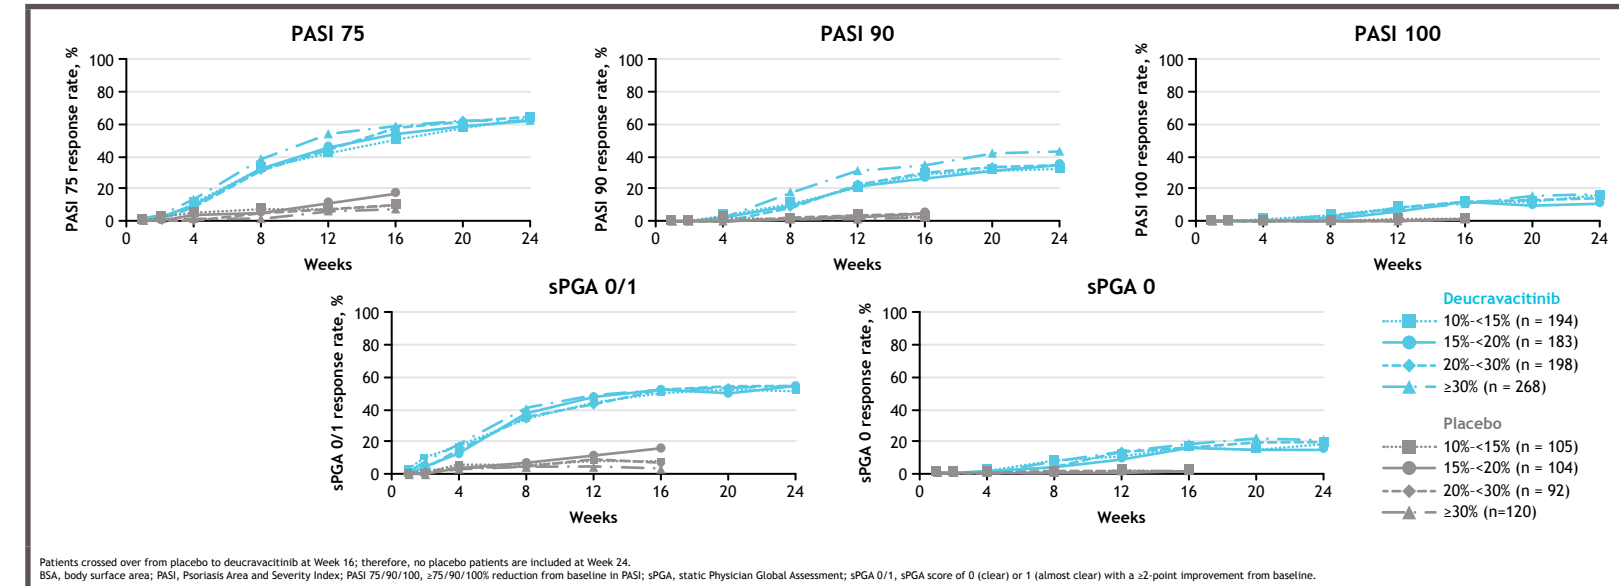 PASI 75
PASI 75 response rate, %
100
80
60
40
20
0
0 4 8 12 16 20 24
Weeks
PASI 90
PASI 90 response rate, %
100
80
60
40
20
0
0 4 8 12 16 20 24
Weeks
PASI 100
PASI 100 response rate, %
100
80
60
40
20
0
0 4 8 12 16 20 24
Weeks
sPGA 0/1
sPGA 0/1 response rate, %
100
80
60
40
20
0
0 4 8 12 16 20 24
Weeks
sPGA 0
sPGA 0 response rate, %
100
80
60
40
20
0
0 4 8 12 16 20 24
Weeks
Deucravacitinib
10%-<15% (n = 194)
15%-<20% (n = 183)
20%-<30% (n = 198)
≥30% (n = 268)
Placebo
10%-<15% (n = 105)
15%-<20% (n = 104)
20%-<30% (n = 92)
≥30% (n=120)
Patients crossed over from placebo to deucravacitinib at Week 16; therefore, no placebo patients are included at Week 24.
BSA, body surface area; PASI, Psoriasis Area and Severity Index; PASI 75/90/100, ≥75/90/100% reduction from baseline in PASI; sPGA, static Physician Global Assessment; sPGA 0/1, sPGA score of 0 (clear) or 1 (almost clear) with a ≥2-point improvement from baseline.